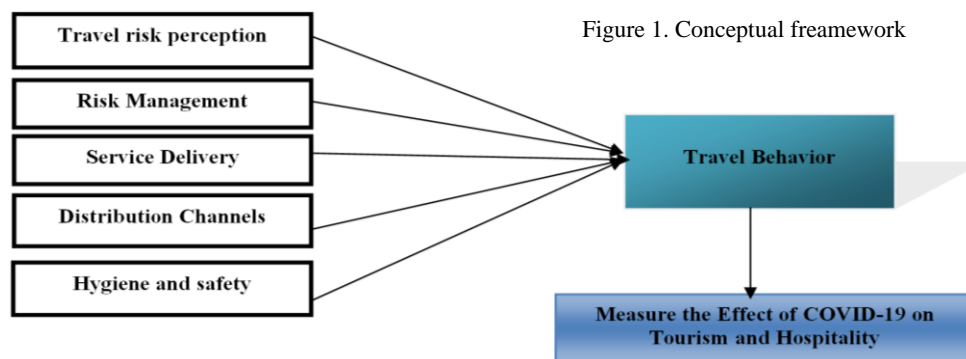 Figure 1. Conceptual freamework
Travel risk perception
Risk Management
Service Delivery
Distribution Channels
Hygiene and safety
Travel Behavior
Measure the Effect of COVID-19 on
Tourism and Hospitality